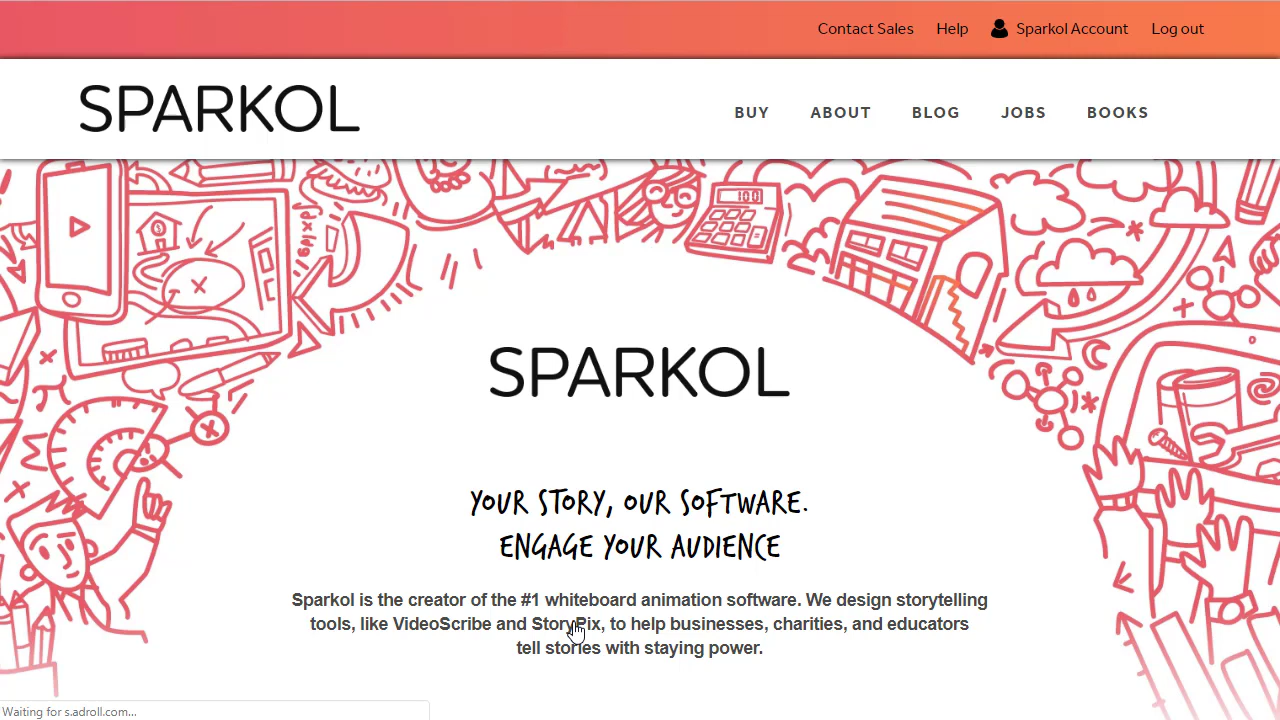 Contact Sales Help Sparkol Account Log out
SPARKOL
BUY ABOUT BLOG JOBS BOOKS
100
SPARKOL
YOUR STORY, OUR SOFTWARE.
ENGAGE YOUR AUDIENCE
Sparkol is the creator of the #1 whiteboard animation software. We design storytelling
tools, like VideoScribe and StoryPix, to help businesses, charities, and educators
tell stories with staying power.
Waiting for s.adroll.com...